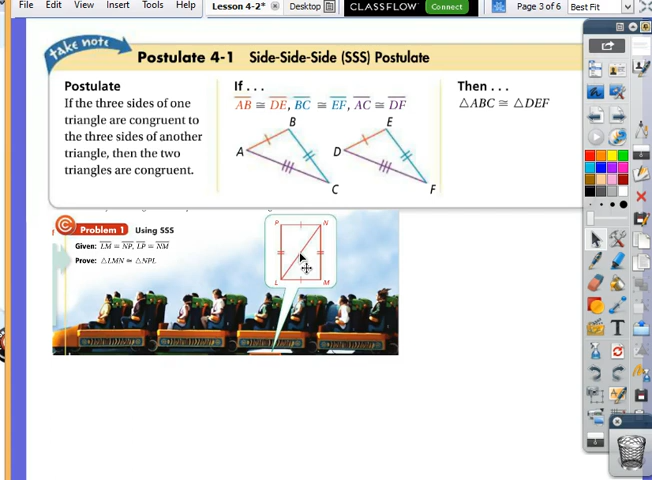 File Edit View Insert Tools Help
Lesson 4-2*
Desktop
CLASSFLOW Connect
Page 3 of 6
Best Fit
take note
Postulate 4-1 Side-Side-Side (SSS) Postulate
Postulate
If the three sides of one
triangle are congruent to
the three sides of another
triangle, then the two
triangles are congruent.
If . . .
AB ≅ DE, BC ≅ EF, AC ≅ DF
B
A
C
E
D
F
Then . . .
△ABC ≅ △DEF
C Problem 1 Using SSS
Given: LM ≅ NP, LP ≅ NM
Prove: △LMN ≅ △NPL
P N
L M
T